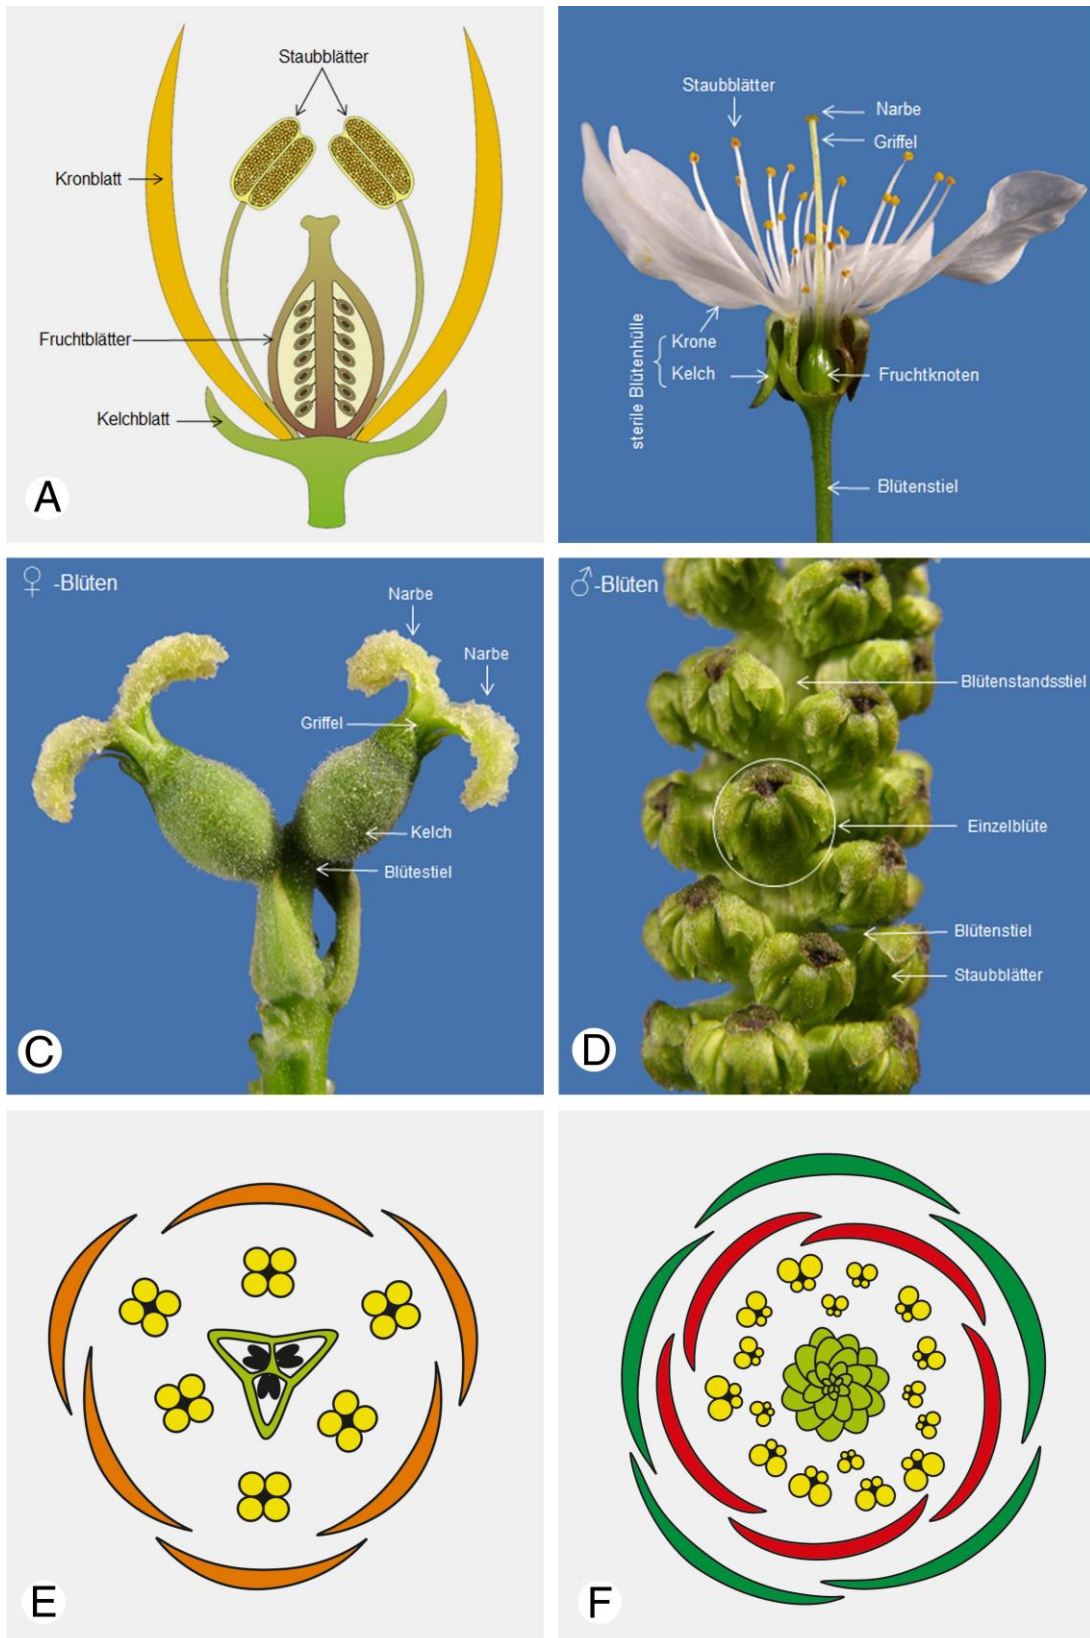 Staubblätter
Kronblatt
Fruchtblätter
Kelchblatt
A
Staubblätter
Narbe
Griffel
sterile Blütenhülle
Krone
Kelch
Fruchtknoten
Blütenstiel
♀ -Blüten
Narbe
Narbe
Griffel
Kelch
Blütestiel
C
♂-Blüten
Blütenstandsstiel
Einzelblüte
Blütenstiel
Staubblätter
D
E
F